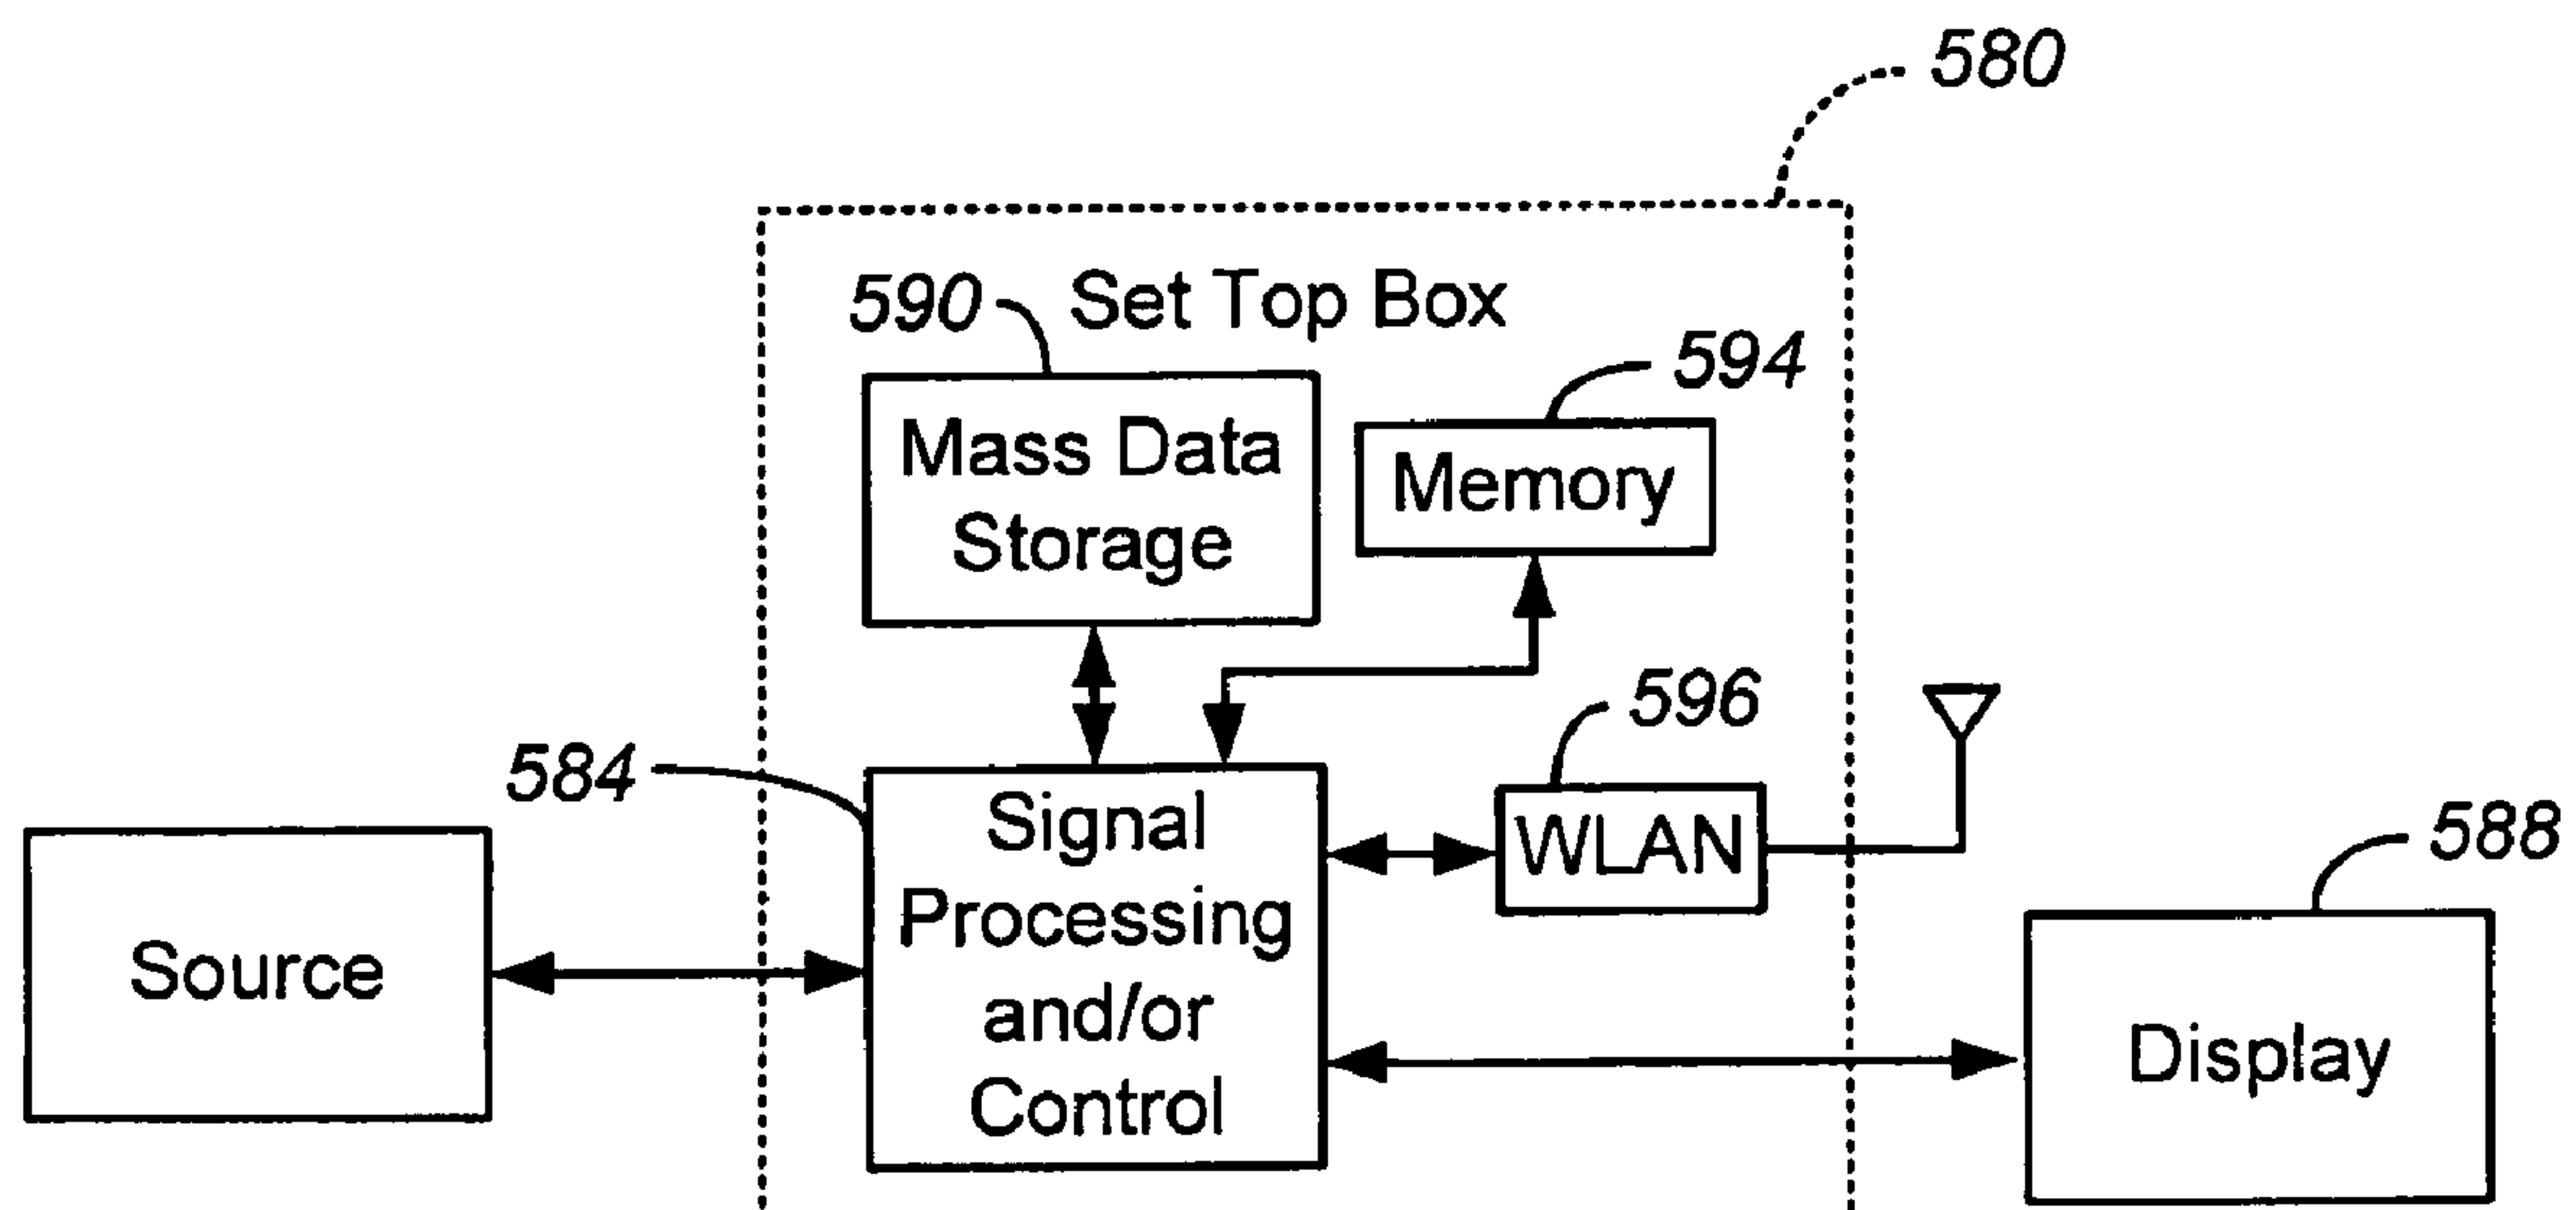 580
590
Set Top Box
594
Mass Data
Storage
Memory
596
584
Signal
Processing
and/or
Control
WLAN
588
Source
Display